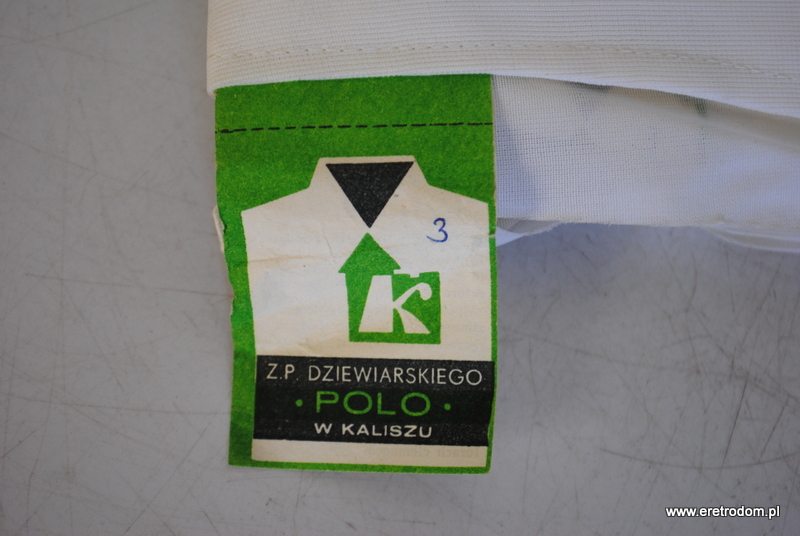 3
K
Z.P. DZIEWIARSKIEGO
• POLO •
W KALISZU
www.eretrodom.pl